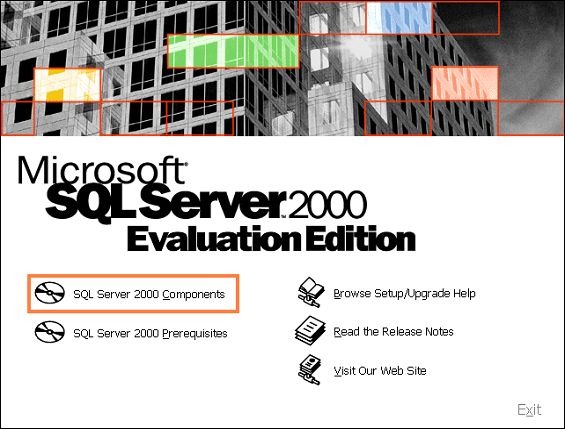 Microsoft®
SQL Server™ 2000
Evaluation Edition
SQL Server 2000 Components
SQL Server 2000 Prerequisites
Browse Setup/Upgrade Help
Read the Release Notes
Visit Our Web Site
Exit